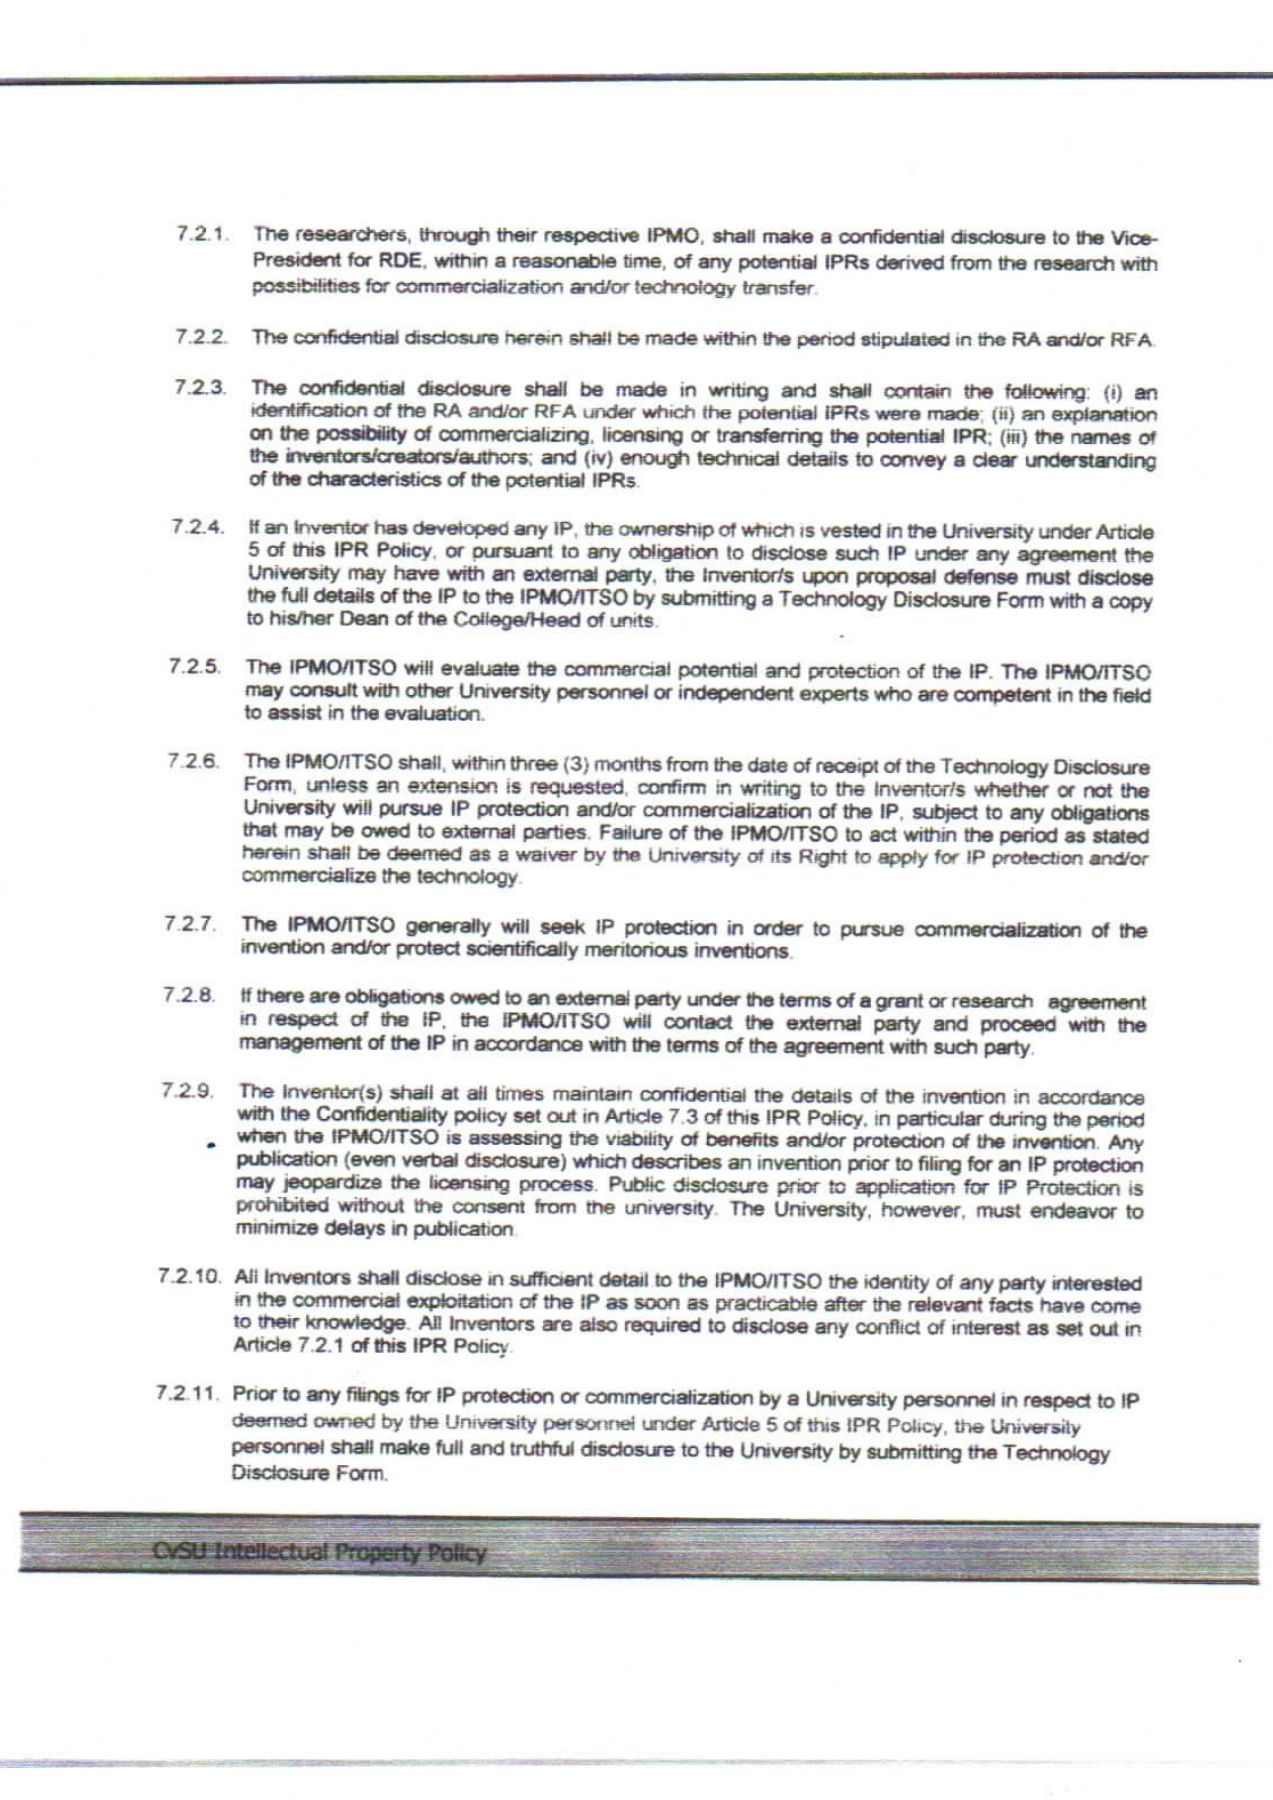 7.2.1. The researchers, through their respective IPMO, shall make a confidential disclosure to the Vice-
President for RDE, within a reasonable time, of any potential IPRs derived from the research with
possibilities for commercialization and/or technology transfer.
7.2.2. The confidential disclosure herein shall be made within the period stipulated in the RA and/or RFA.
7.2.3. The confidential disclosure shall be made in writing and shall contain the following: (i) an
identification of the RA and/or RFA under which the potential IPRs were made; (ii) an explanation
on the possibility of commercializing, licensing or transferring the potential IPR; (iii) the names of
the inventors/creators/authors; and (iv) enough technical details to convey a clear understanding
of the characteristics of the potential IPRs.
7.2.4. If an Inventor has developed any IP, the ownership of which is vested in the University under Article
5 of this IPR Policy, or pursuant to any obligation to disclose such IP under any agreement the
University may have with an external party, the Inventor/s upon proposal defense must disclose
the full details of the IP to the IPMO/ITSO by submitting a Technology Disclosure Form with a copy
to his/her Dean of the College/Head of units.
7.2.5. The IPMO/ITSO will evaluate the commercial potential and protection of the IP. The IPMO/ITSO
may consult with other University personnel or independent experts who are competent in the field
to assist in the evaluation.
7.2.6. The IPMO/ITSO shall, within three (3) months from the date of receipt of the Technology Disclosure
Form, unless an extension is requested, confirm in writing to the Inventor/s whether or not the
University will pursue IP protection and/or commercialization of the IP, subject to any obligations
that may be owed to external parties. Failure of the IPMO/ITSO to act within the period as stated
herein shall be deemed as a waiver by the University of its Right to apply for IP protection and/or
commercialize the technology.
7.2.7. The IPMO/ITSO generally will seek IP protection in order to pursue commercialization of the
invention and/or protect scientifically meritorious inventions.
7.2.8. If there are obligations owed to an external party under the terms of a grant or research agreement
in respect of the IP, the IPMO/ITSO will contact the external party and proceed with the
management of the IP in accordance with the terms of the agreement with such party.
7.2.9. The Inventor(s) shall at all times maintain confidential the details of the invention in accordance
with the Confidentiality policy set out in Article 7.3 of this IPR Policy, in particular during the period
when the IPMO/ITSO is assessing the viability of benefits and/or protection of the invention. Any
publication (even verbal disclosure) which describes an invention prior to filing for an IP protection
may jeopardize the licensing process. Public disclosure prior to application for IP Protection is
prohibited without the consent from the university. The University, however, must endeavor to
minimize delays in publication.
7.2.10. All Inventors shall disclose in sufficient detail to the IPMO/ITSO the identity of any party interested
in the commercial exploitation of the IP as soon as practicable after the relevant facts have come
to their knowledge. All Inventors are also required to disclose any conflict of interest as set out in
Article 7.2.1 of this IPR Policy.
7.2.11. Prior to any filings for IP protection or commercialization by a University personnel in respect to IP
deemed owned by the University personnel under Article 5 of this IPR Policy, the University
personnel shall make full and truthful disclosure to the University by submitting the Technology
Disclosure Form.
CvSU Intellectual Property Policy